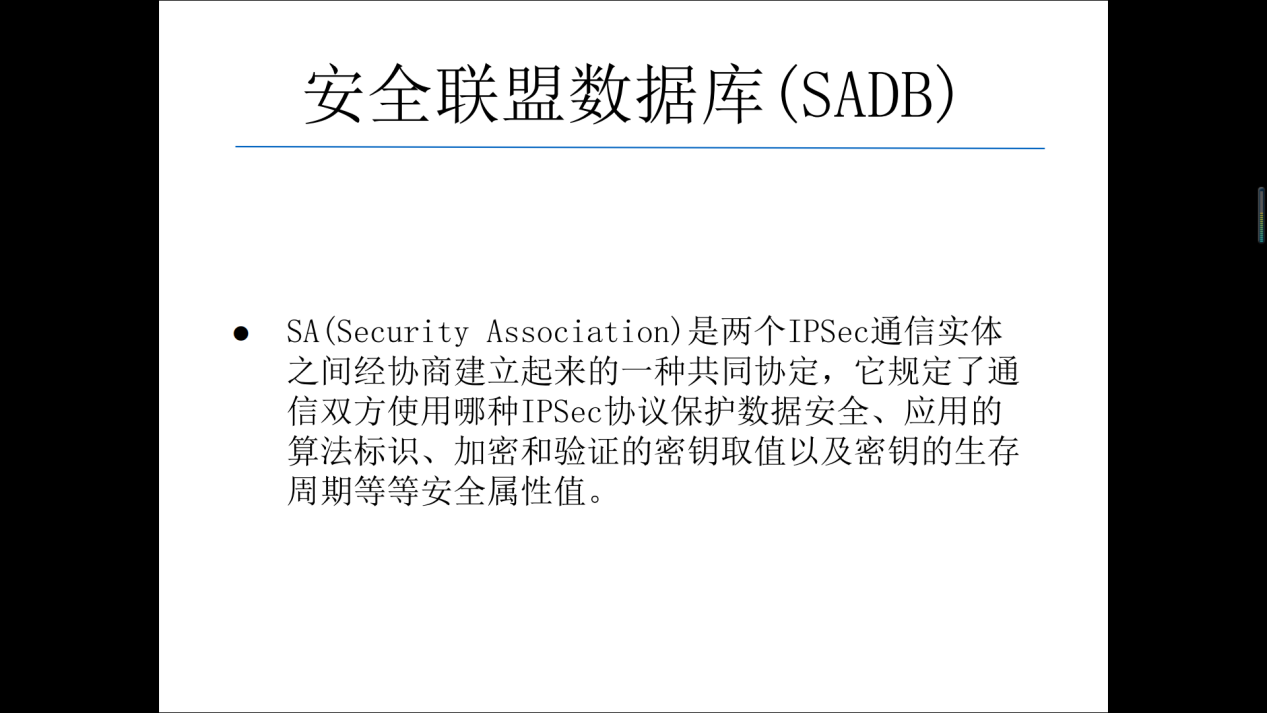 安全联盟数据库(SADB)
● SA(Security Association)是两个IPSec通信实体
之间经协商建立起来的一种共同协定，它规定了通
信双方使用哪种IPSec协议保护数据安全、应用的
算法标识、加密和验证的密钥取值以及密钥的生存
周期等等安全属性值。